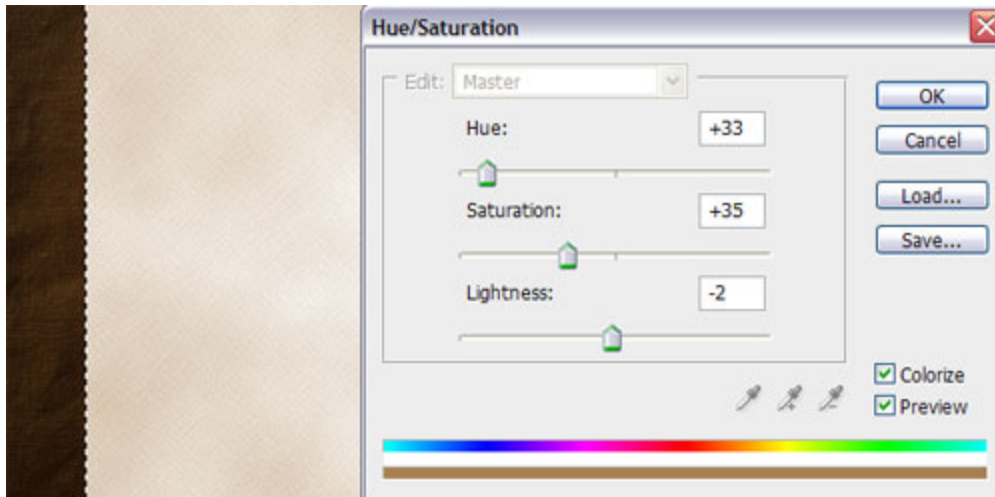 Hue/Saturation
Edit: Master
OK
Hue: +33
Cancel
Load...
Saturation: +35
Save...
Lightness: -2
Colorize
Preview